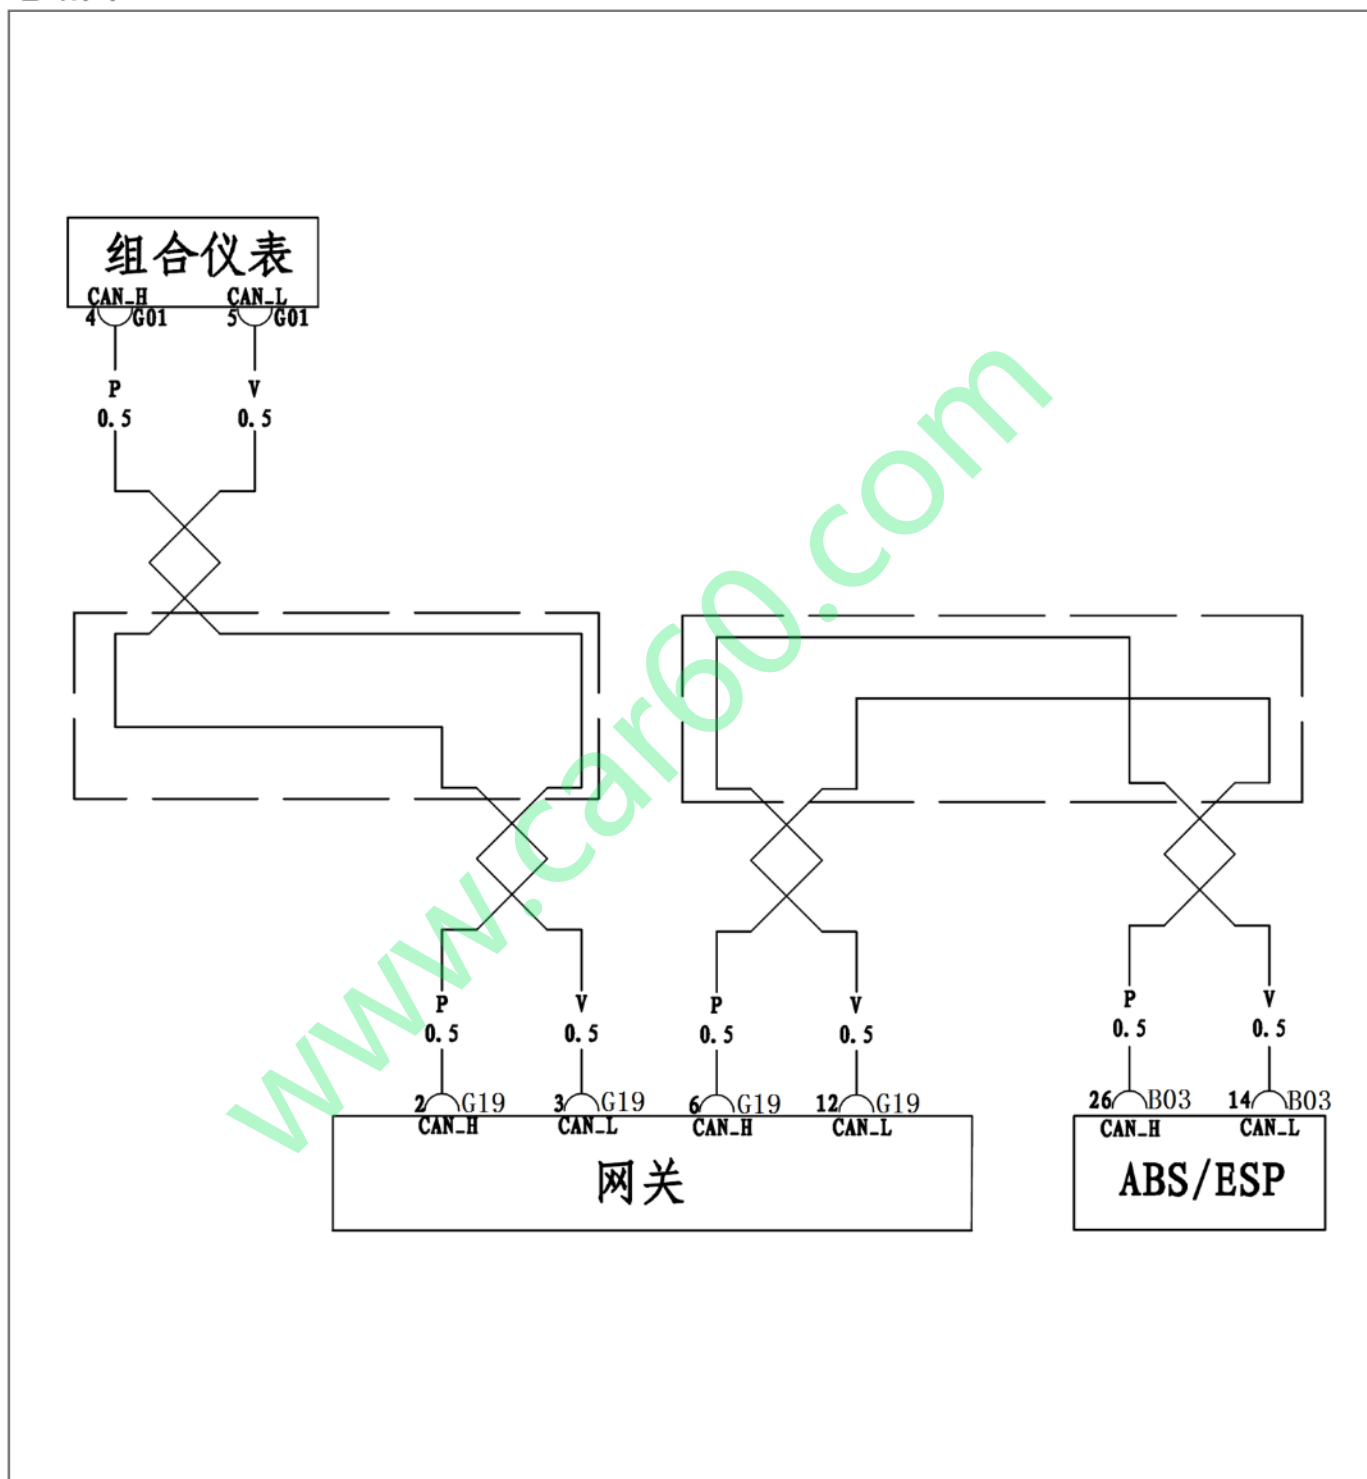 组合仪表
CAN_H CAN_L
4 G01 5 G01
P V
0.5 0.5
www.car60.com
P V P V P V
0.5 0.5 0.5 0.5 0.5 0.5
2 G19 3 G19 6 G19 12 G19 26 B03 14 B03
CAN_H CAN_L CAN_H CAN_L CAN_H CAN_L
网关 ABS/ESP